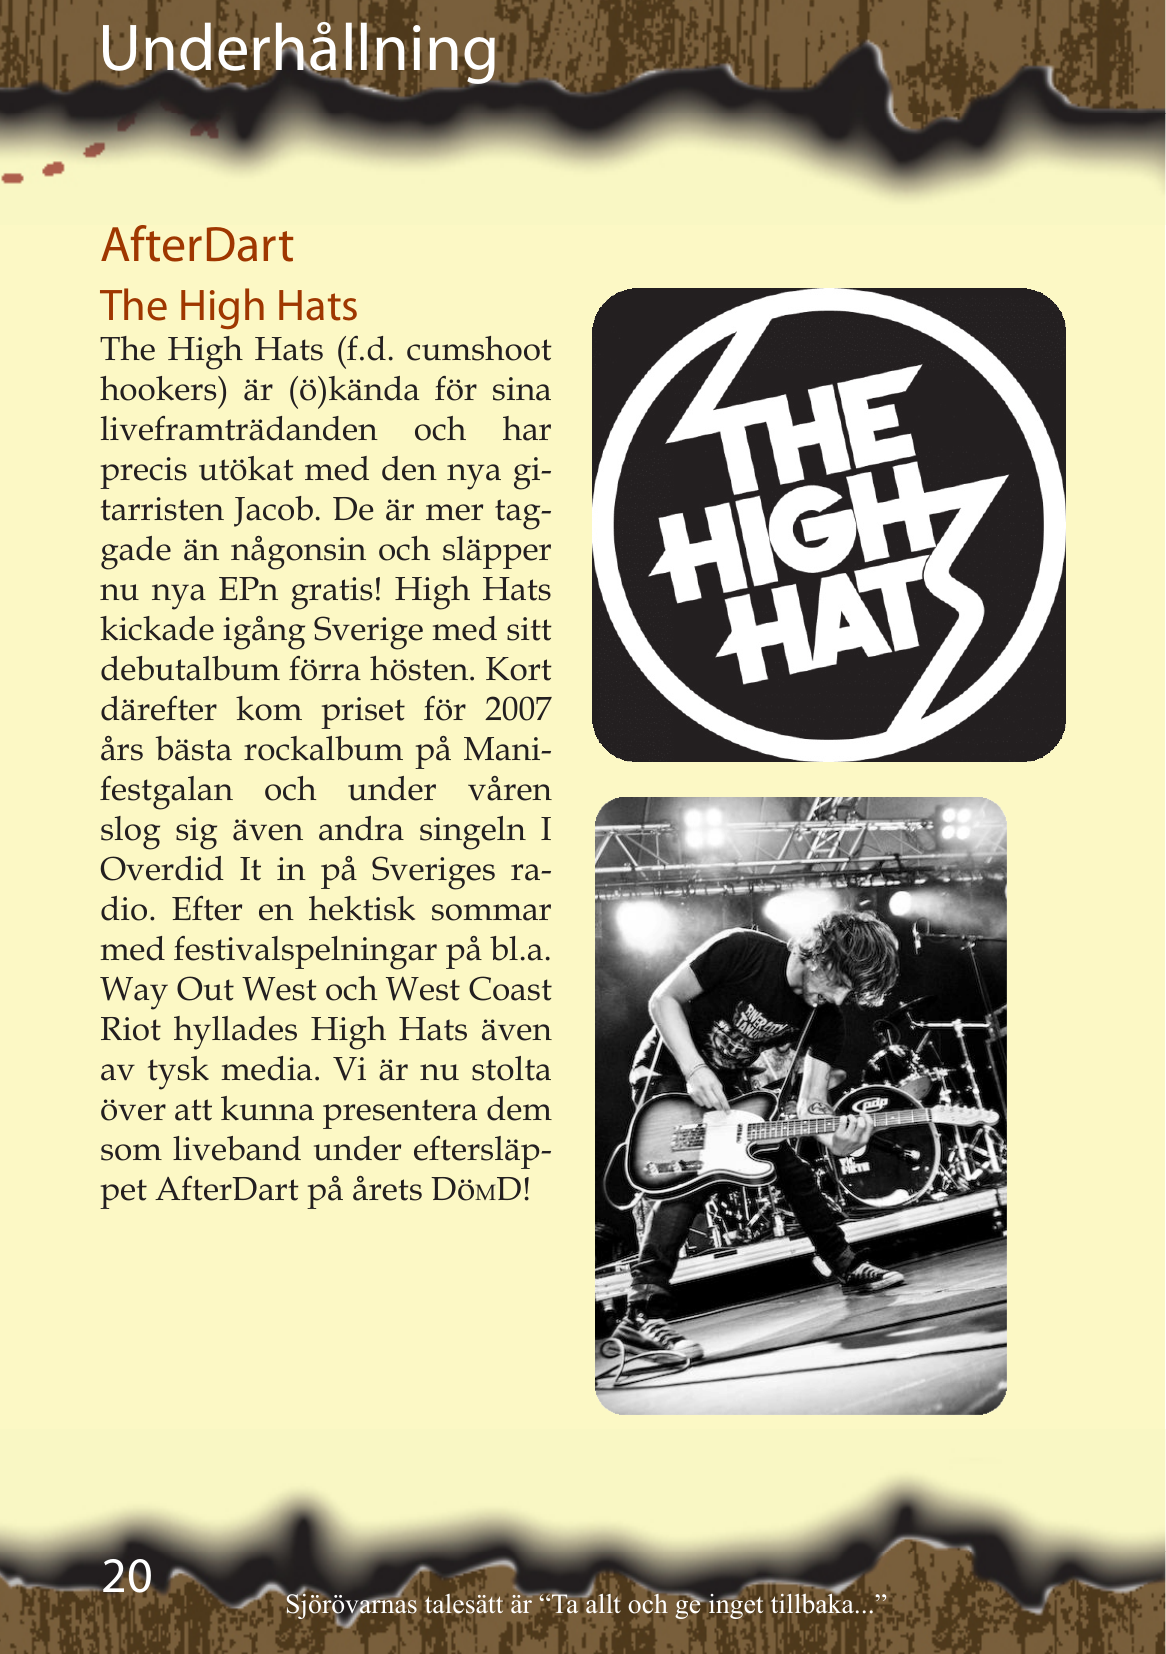 Underhållning
AfterDart
The High Hats
The High Hats (f.d. cumshoot
hookers) är (ö)kända för sina
liveframträdanden och har
precis utökat med den nya gi-
tarristen Jacob. De är mer tag-
gade än någonsin och släpper
nu nya EPn gratis! High Hats
kickade igång Sverige med sitt
debutalbum förra hösten. Kort
därefter kom priset för 2007
års bästa rockalbum på Mani-
festgalan och under våren
slog sig även andra singeln I
Overdid It in på Sveriges ra-
dio. Efter en hektisk sommar
med festivalspelningar på bl.a.
Way Out West och West Coast
Riot hyllades High Hats även
av tysk media. Vi är nu stolta
över att kunna presentera dem
som liveband under eftersläp-
pet AfterDart på årets DöMD!
THE
HIGH
HATS
pdp
20
Sjörövarnas talesätt är “Ta allt och ge inget tillbaka...”